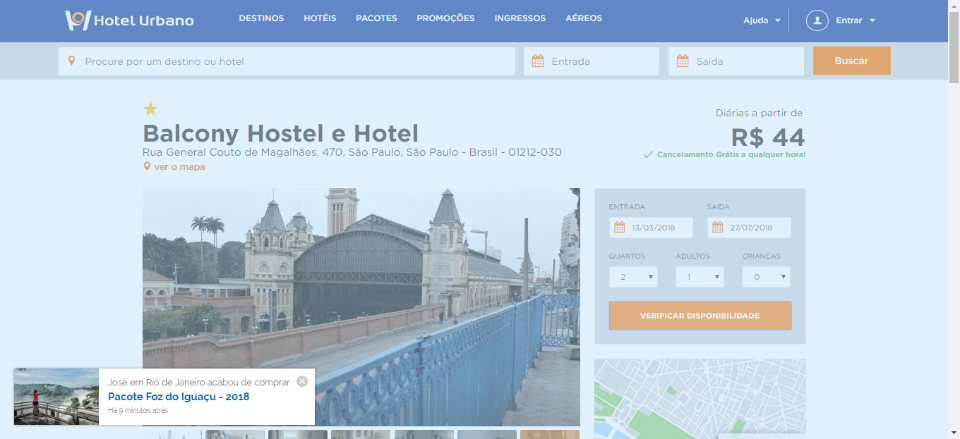 Hotel Urbano
DESTINOS HOTÉIS PACOTES PROMOÇÕES INGRESSOS AÉREOS
Ajuda Entrar
Procure por um destino ou hotel Entrada Saída Buscar
Balcony Hostel e Hotel
Rua General Couto de Magalhães, 470, São Paulo, São Paulo - Brasil - 01212-030
ver o mapa
Diárias a partir de
R$ 44
Cancelamento Grátis a qualquer hora!
ENTRADA SAÍDA
13/03/2018 27/07/2018
QUARTOS ADULTOS CRIANÇAS
2 1 0
VERIFICAR DISPONIBILIDADE
José em Rio de Janeiro acabou de comprar
Pacote Foz do Iguaçu - 2018
Há 9 minutos atrás